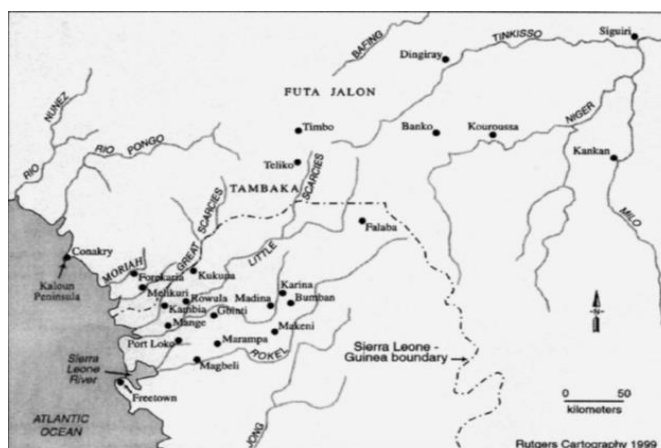 Siguiri
TINKISSO
BAFING
Dingiray
FUTA JALON
NUNEZ
RIO
RIO
PONGO
Timbo
Banko
Kouroussa
NIGER
Kankan
Teliko
TAMBAKA
SCARCIES
MILO
GREAT SCARCIES
Falaba
Conakry
MORIAH
LITTLE
Kaloun
Peninsula
Forekaria
Kukuna
Melikuri
Rowula
Karina
Madina
Bumban
Kambia
Gbinti
Mange
Makeni
Port Loko
Marampa
ROKEL
Sierra Leone -
Guinea boundary
Sierra
Leone
River
Magbeli
Freetown
N
0 50
kilometers
ATLANTIC
OCEAN
JONG
Rutgers Cartography 1999